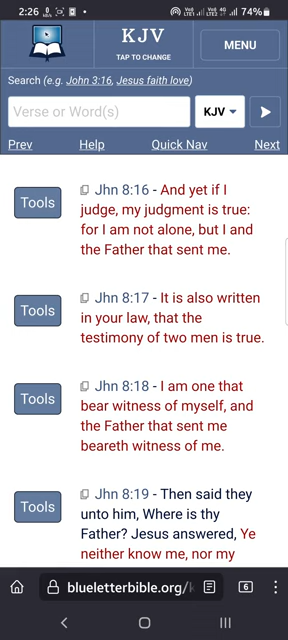 2:26 74%
KJV
TAP TO CHANGE
MENU
Search (e.g. John 3:16, Jesus faith love)
Verse or Word(s)
KJV
Prev Help Quick Nav Next
Tools
Jhn 8:16 - And yet if I
judge, my judgment is true:
for I am not alone, but I and
the Father that sent me.
Tools
Jhn 8:17 - It is also written
in your law, that the
testimony of two men is true.
Tools
Jhn 8:18 - I am one that
bear witness of myself, and
the Father that sent me
beareth witness of me.
Tools
Jhn 8:19 - Then said they
unto him, Where is thy
Father? Jesus answered, Ye
neither know me, nor my
blueletterbible.org/
6